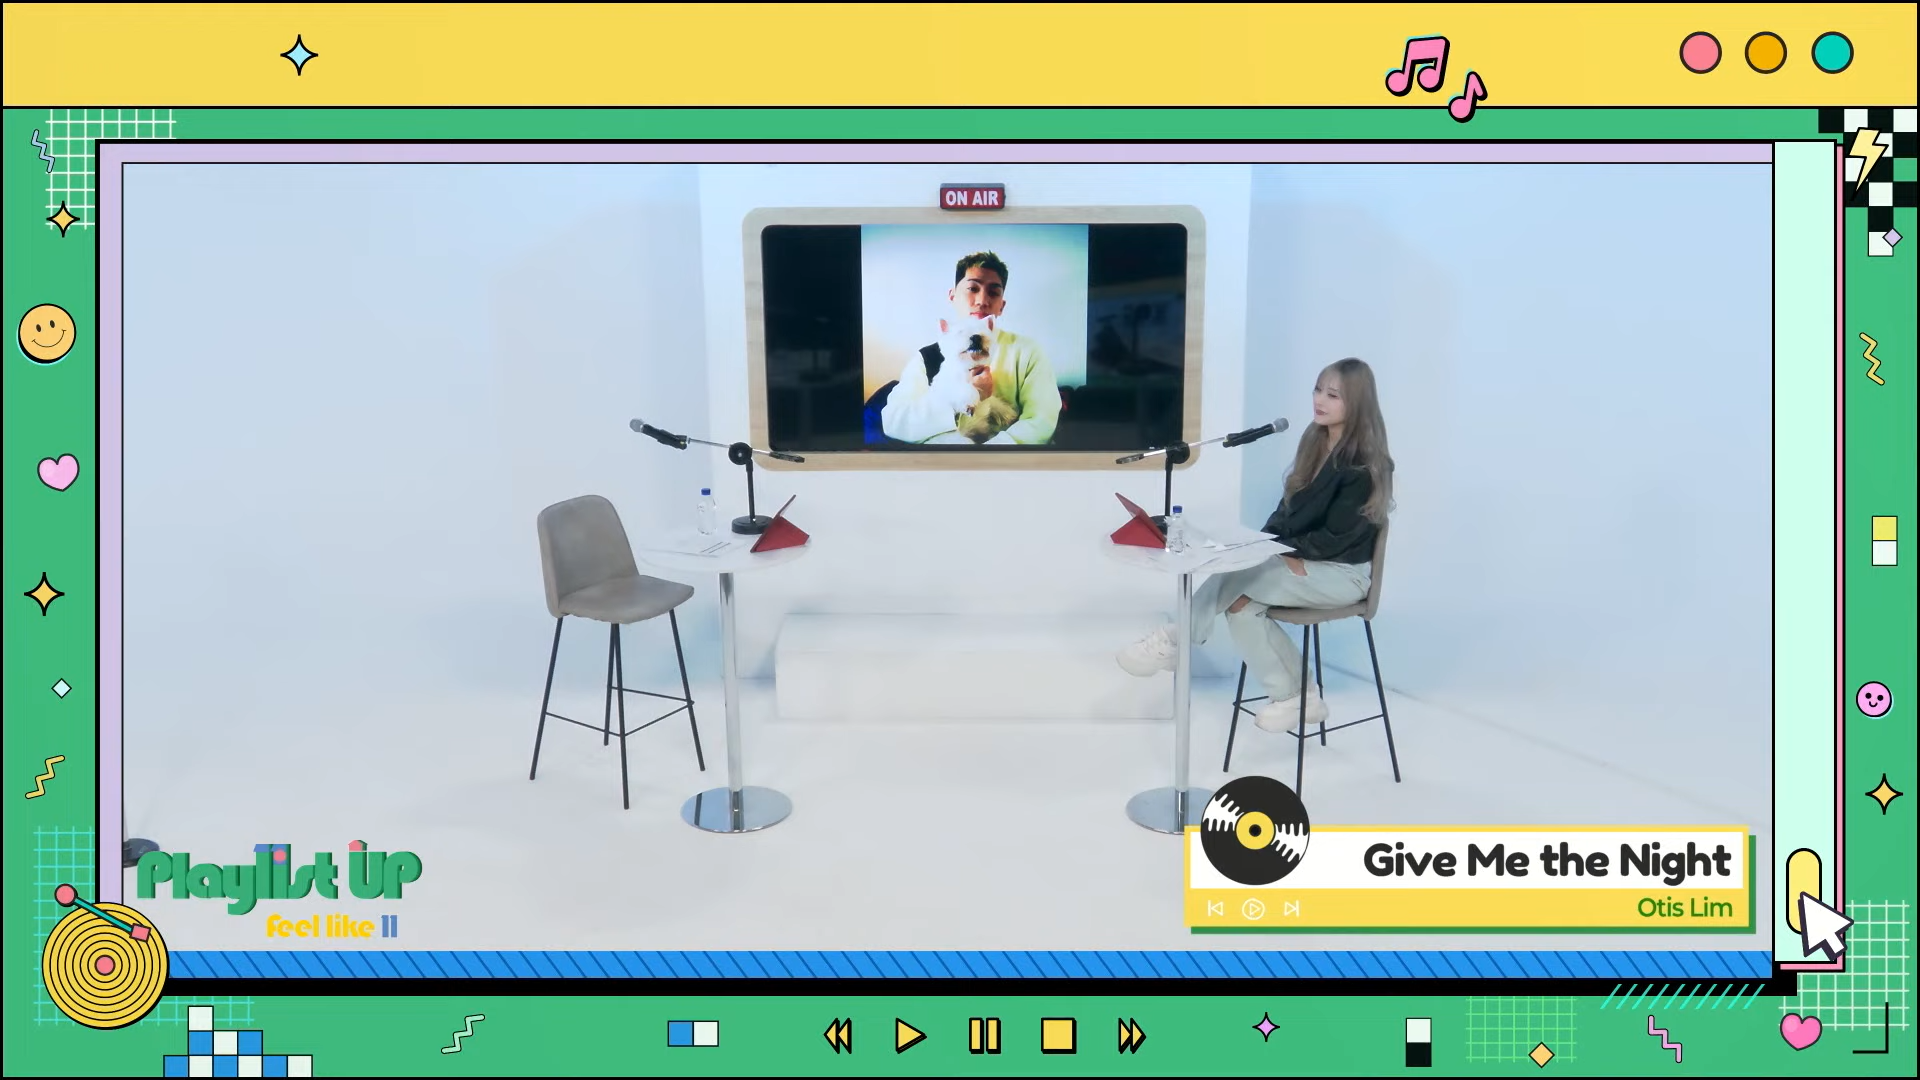 ON AIR
Playlist UP
feel like 11
Give Me the Night
Otis Lim